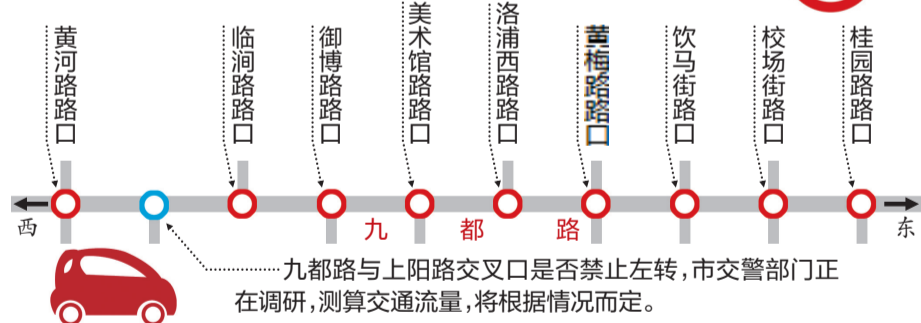 黄河路路口
临涧路路口
御博路路口
美术馆路路口
洛浦西路路口
黄梅路路口
饮马街路口
校场街路口
桂园路路口
西
九都路
东
九都路与上阳路交叉口是否禁止左转,市交警部门正
在调研,测算交通流量,将根据情况而定。